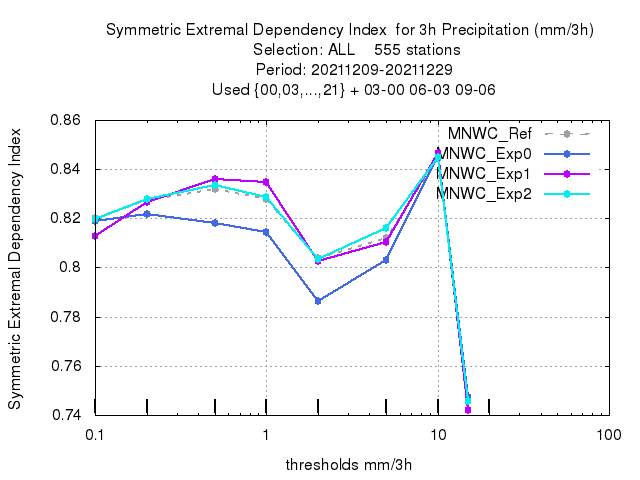 Symmetric Extremal Dependency Index for 3h Precipitation (mm/3h)
Selection: ALL 555 stations
Period: 20211209-20211229
Used {00,03,...,21} + 03-00 06-03 09-06
Symmetric Extremal Dependency Index
0.86
0.84
0.82
0.8
0.78
0.76
0.74
MNWC_Ref
MNWC_Exp0
MNWC_Exp1
MNWC_Exp2
0.1 1 10 100
thresholds mm/3h